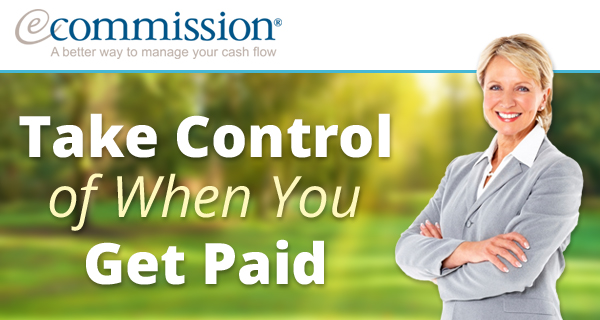 ecommission®
A better way to manage your cash flow
Take Control
of When You
Get Paid